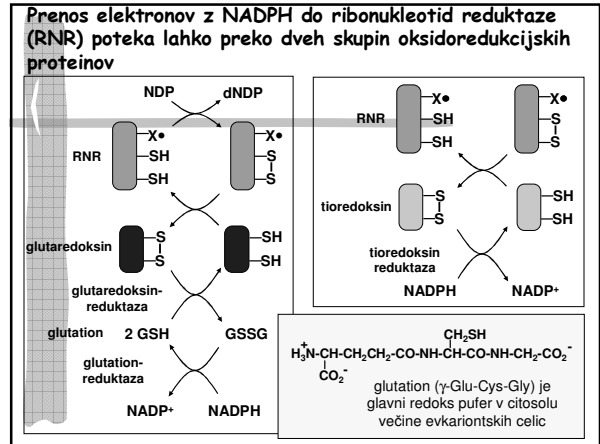 Prenos elektronov z NADPH do ribonukleotid reduktaze
(RNR) poteka lahko preko dveh skupin oksidoredukcijskih
proteinov
NDP dNDP
X• X•
RNR SH S
SH S
glutaredoksin S SH
S SH
glutaredoksin-
reduktaza
glutation 2 GSH GSSG
glutation-
reduktaza
NADP+ NADPH
X• X•
RNR SH S
SH S
tioredoksin S SH
S SH
tioredoksin
reduktaza
NADPH NADP+
CH₂SH
H₃N⁺-CH-CH₂CH₂-CO-NH-CH-CO-NH-CH₂-CO₂⁻
CO₂⁻
glutation (γ-Glu-Cys-Gly) je
glavni redoks pufer v citosolu
večine evkariontskih celic